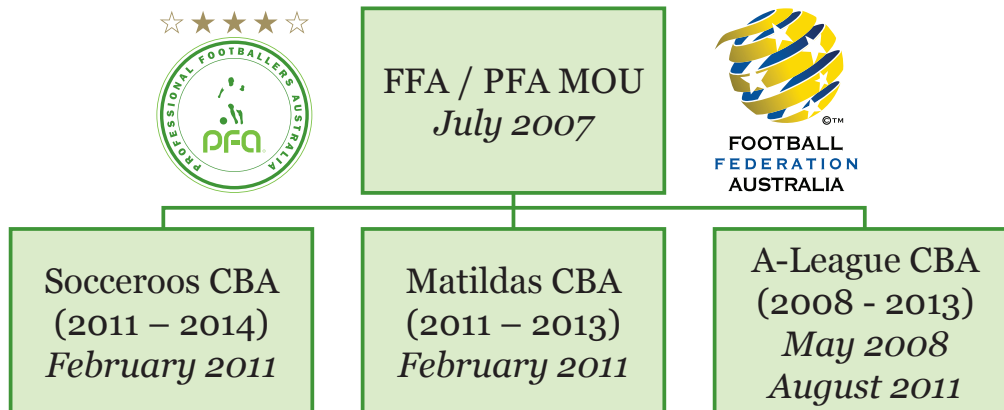 PROFESSIONAL FOOTBALLERS AUSTRALIA
PFA
FFA / PFA MOU
July 2007
©™
FOOTBALL
FEDERATION
AUSTRALIA
Socceroos CBA
(2011 – 2014)
February 2011
Matildas CBA
(2011 – 2013)
February 2011
A-League CBA
(2008 - 2013)
May 2008
August 2011